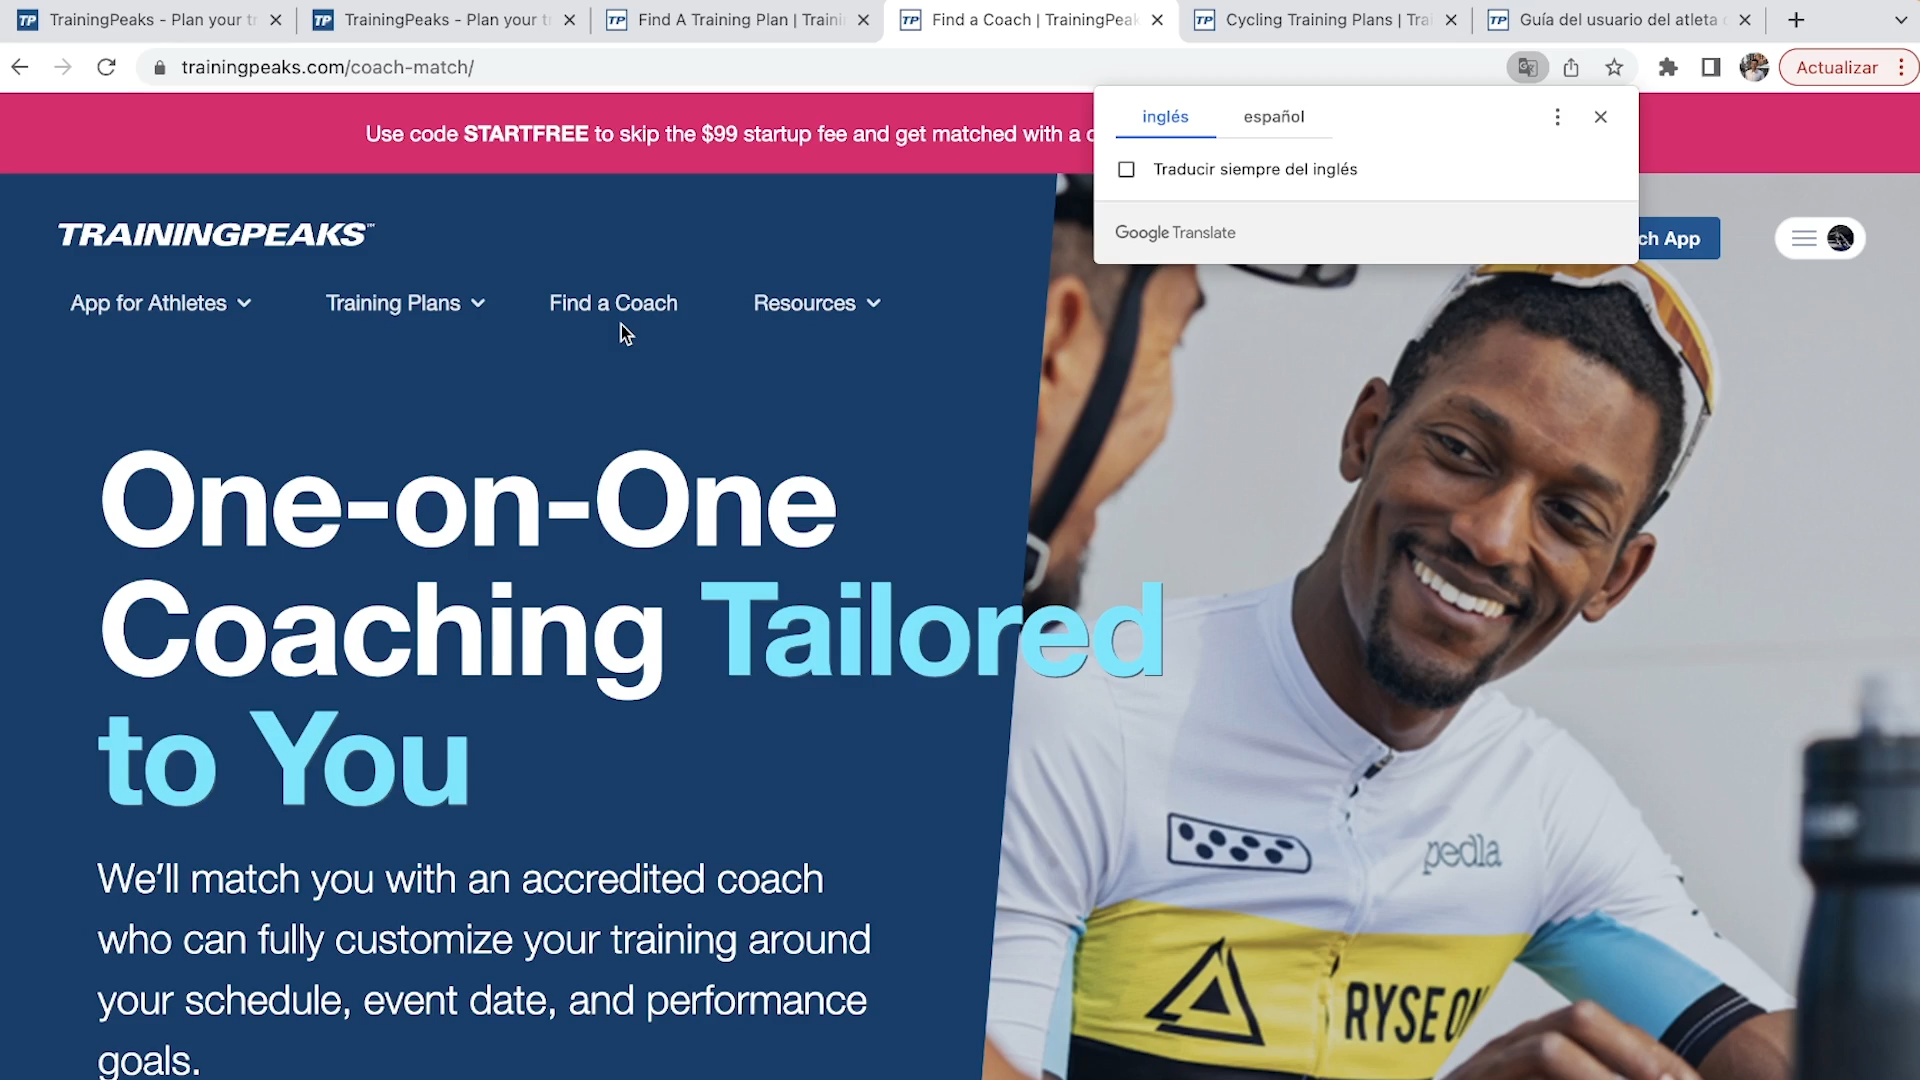 TrainingPeaks - Plan your tr
TrainingPeaks - Plan your t
Find A Training Plan | Traini
Find a Coach | TrainingPeak
Cycling Training Plans | Trai
Guía del usuario del atleta
trainingpeaks.com/coach-match/
Actualizar
Use code STARTFREE to skip the $99 startup fee and get matched with a c
inglés español
Traducir siempre del inglés
Google Translate
TRAININGPEAKS™
ch App
App for Athletes Training Plans Find a Coach Resources
One-on-One
Coaching Tailored
to You
We'll match you with an accredited coach
who can fully customize your training around
your schedule, event date, and performance
goals.
pedla
RYSE ON